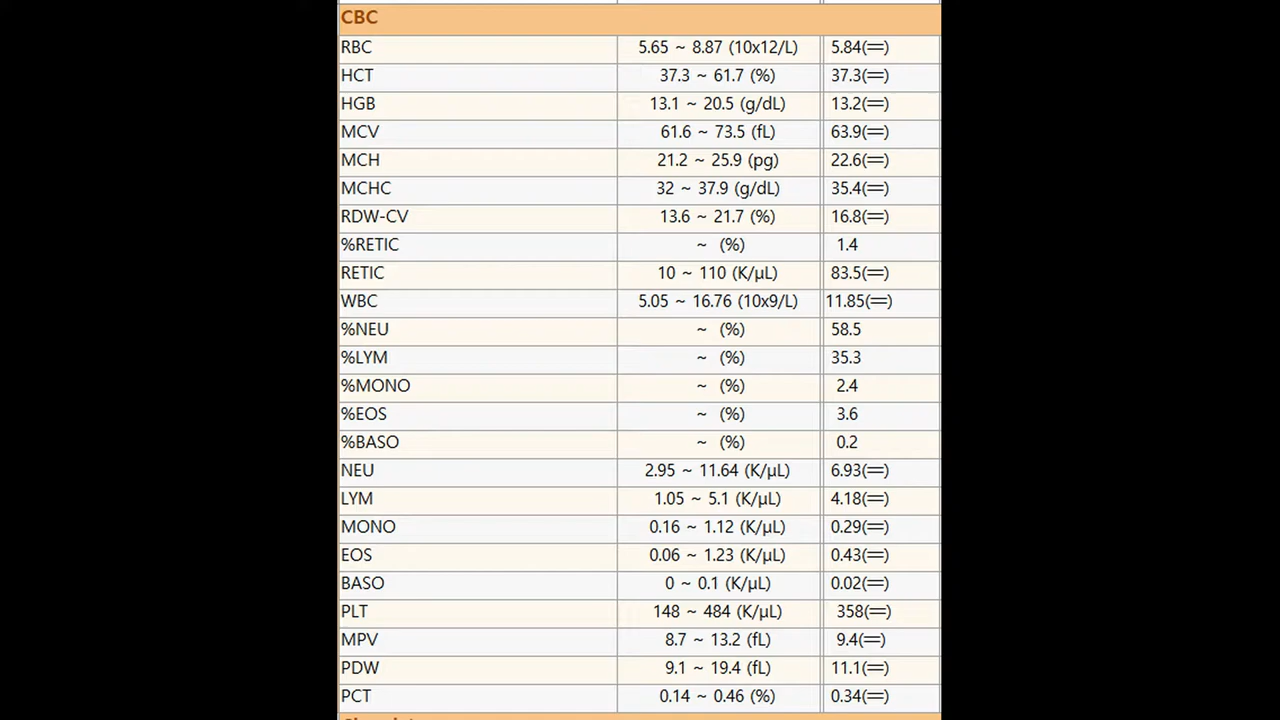 CBC
RBC 5.65 ~ 8.87 (10x12/L) 5.84(==)
HCT 37.3 ~ 61.7 (%) 37.3(==)
HGB 13.1 ~ 20.5 (g/dL) 13.2(==)
MCV 61.6 ~ 73.5 (fL) 63.9(==)
MCH 21.2 ~ 25.9 (pg) 22.6(==)
MCHC 32 ~ 37.9 (g/dL) 35.4(==)
RDW-CV 13.6 ~ 21.7 (%) 16.8(==)
%RETIC ~ (%) 1.4
RETIC 10 ~ 110 (K/μL) 83.5(==)
WBC 5.05 ~ 16.76 (10x9/L) 11.85(==)
%NEU ~ (%) 58.5
%LYM ~ (%) 35.3
%MONO ~ (%) 2.4
%EOS ~ (%) 3.6
%BASO ~ (%) 0.2
NEU 2.95 ~ 11.64 (K/μL) 6.93(==)
LYM 1.05 ~ 5.1 (K/μL) 4.18(==)
MONO 0.16 ~ 1.12 (K/μL) 0.29(==)
EOS 0.06 ~ 1.23 (K/μL) 0.43(==)
BASO 0 ~ 0.1 (K/μL) 0.02(==)
PLT 148 ~ 484 (K/μL) 358(==)
MPV 8.7 ~ 13.2 (fL) 9.4(==)
PDW 9.1 ~ 19.4 (fL) 11.1(==)
PCT 0.14 ~ 0.46 (%) 0.34(==)